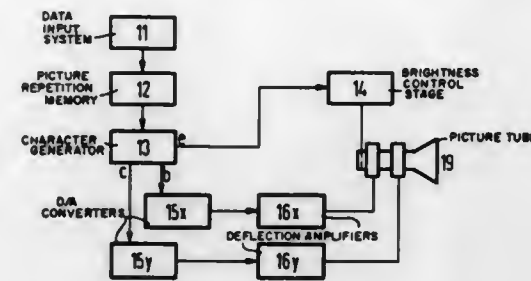 DATA
INPUT
SYSTEM
11
PICTURE
REPETITION
MEMORY
12
BRIGHTNESS
CONTROL
STAGE
14
CHARACTER
GENERATOR
13
e
c
b
PICTURE TUBE
19
D/A
CONVERTERS
15x
16x
DEFLECTION AMPLIFIERS
15y
16y